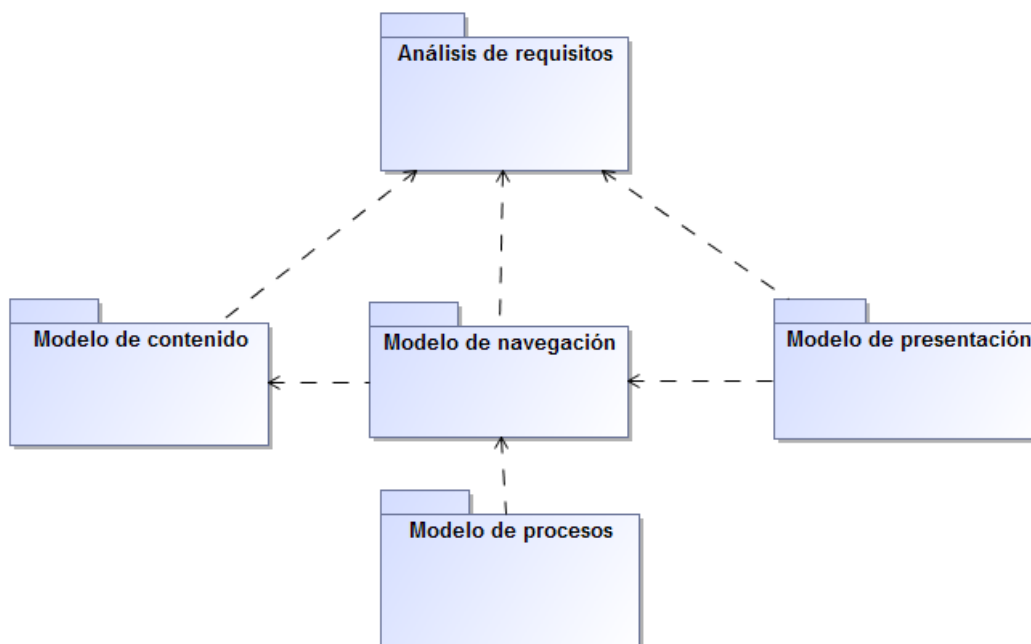 Análisis de requisitos
Modelo de contenido
Modelo de navegación
Modelo de presentación
Modelo de procesos